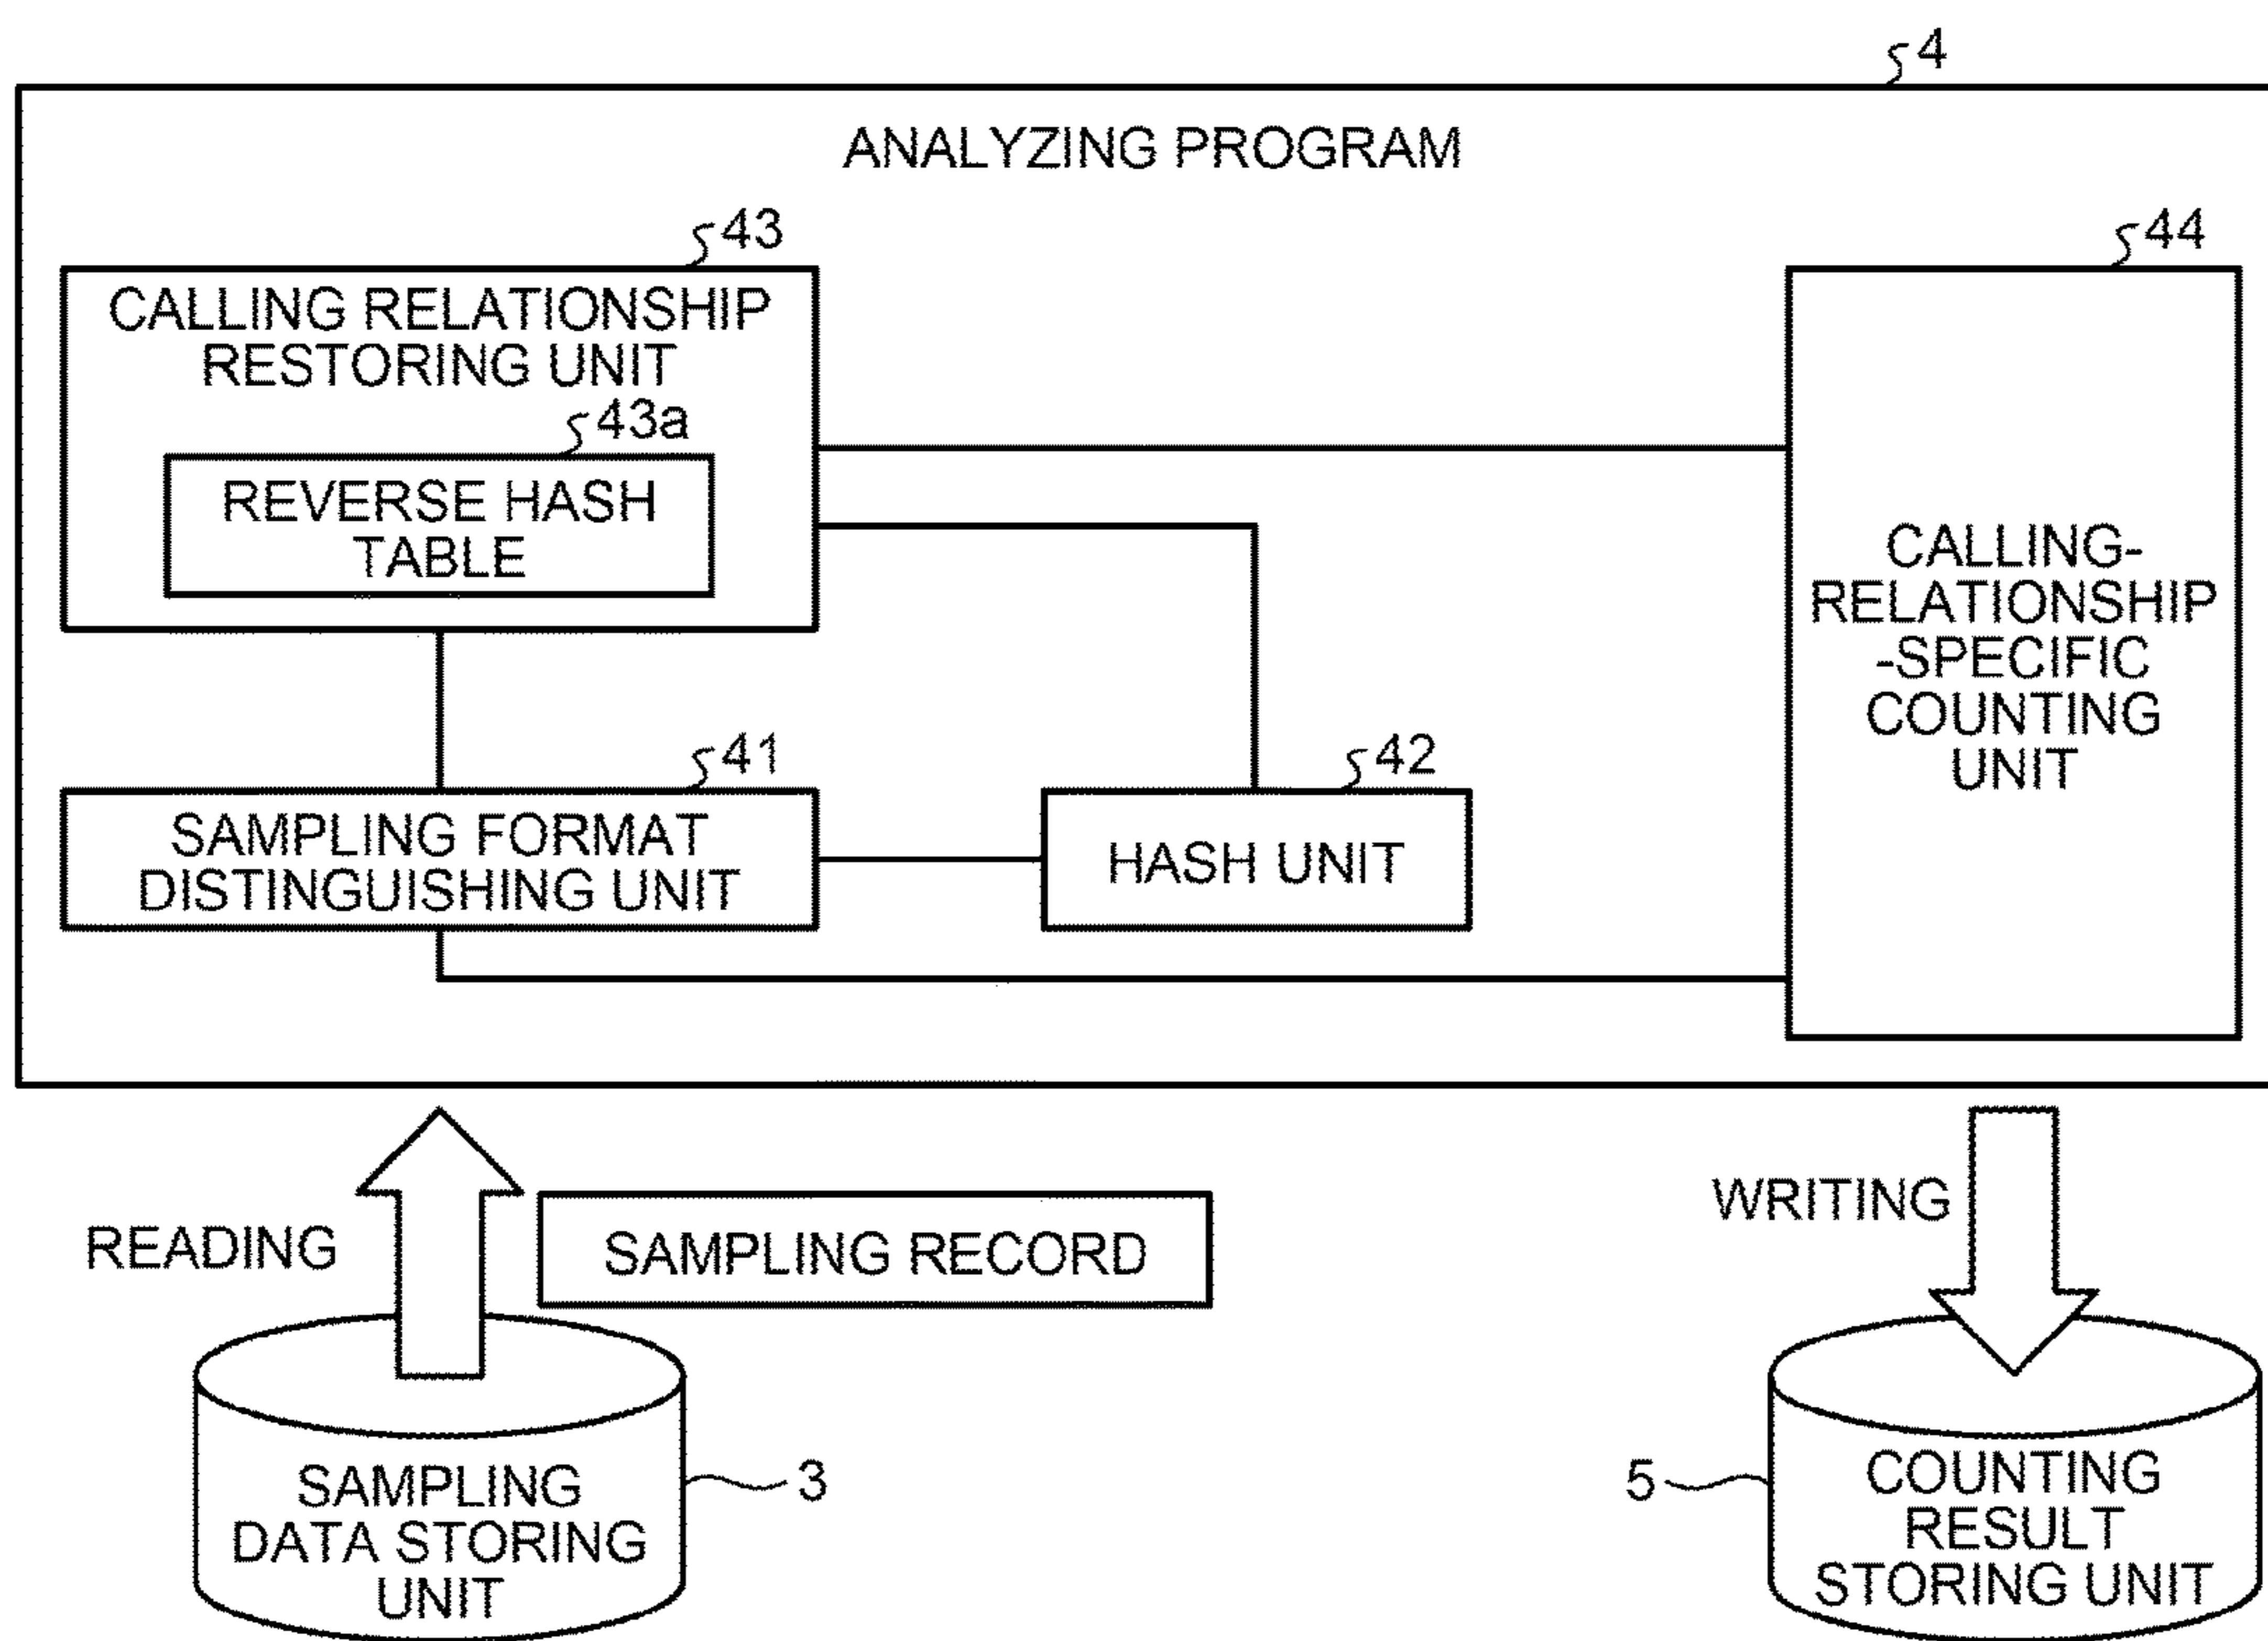 4
ANALYZING PROGRAM
43
CALLING RELATIONSHIP
RESTORING UNIT
43a
REVERSE HASH
TABLE
44
CALLING-
RELATIONSHIP
-SPECIFIC
COUNTING
UNIT
41
SAMPLING FORMAT
DISTINGUISHING UNIT
42
HASH UNIT
READING
SAMPLING RECORD
WRITING
SAMPLING
DATA STORING
UNIT
3
5
COUNTING
RESULT
STORING UNIT